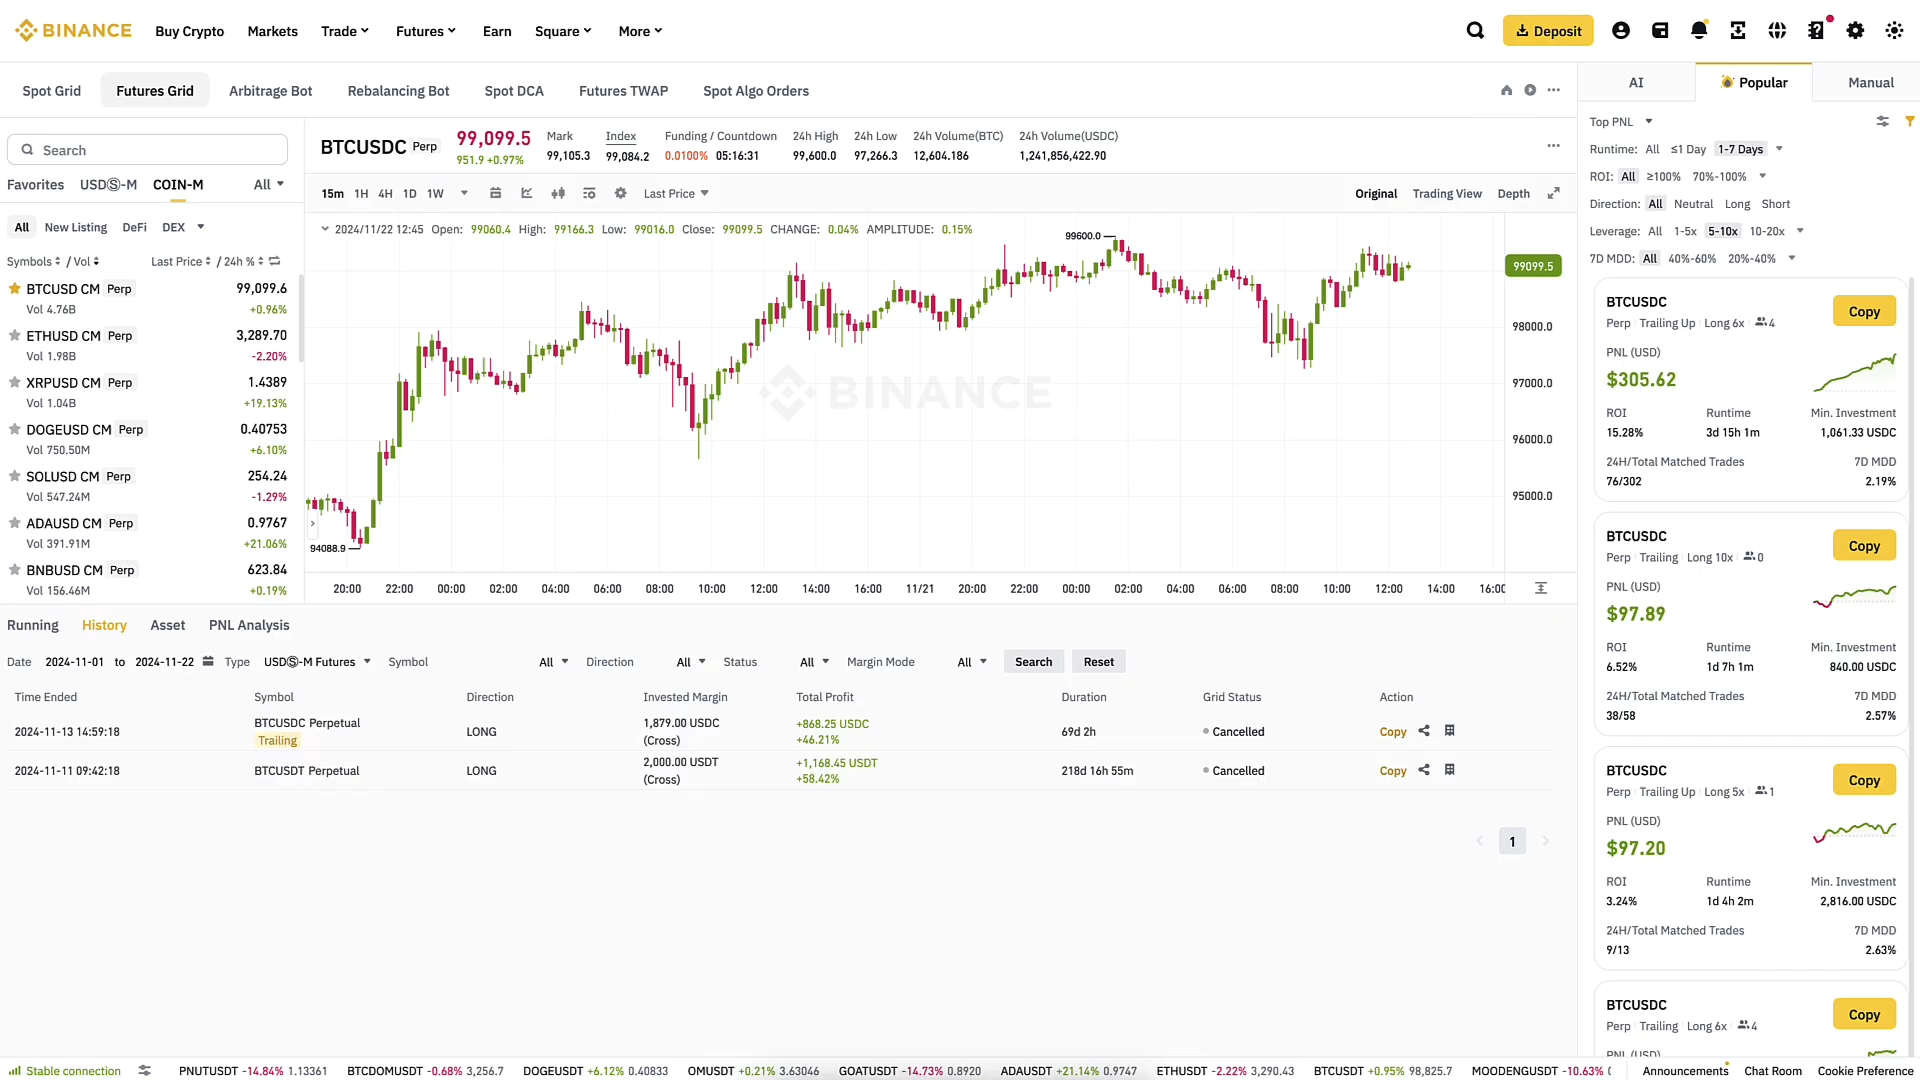 BINANCE Buy Crypto Markets Trade Futures Earn Square More Deposit
Spot Grid Futures Grid Arbitrage Bot Rebalancing Bot Spot DCA Futures TWAP Spot Algo Orders
Search
Favorites USDⓈ-M COIN-M All
All New Listing DeFi DEX
Symbols / Vol Last Price / 24h %
BTCUSD CM Perp 99,099.6
Vol 4.76B +0.96%
ETHUSD CM Perp 3,289.70
Vol 1.98B -2.20%
XRPUSD CM Perp 1.4389
Vol 1.04B +19.13%
DOGEUSD CM Perp 0.40753
Vol 750.50M +6.10%
SOLUSD CM Perp 254.24
Vol 547.24M -1.29%
ADAUSD CM Perp 0.9767
Vol 391.91M +21.06%
BNBUSD CM Perp 623.84
Vol 156.46M +0.19%
BTCUSDC Perp
99,099.5
951.9 +0.97%
Mark Index Funding / Countdown 24h High 24h Low 24h Volume(BTC) 24h Volume(USDC)
99,105.3 99,084.2 0.0100% 05:16:31 99,600.0 97,266.3 12,604.186 1,241,856,422.90
15m 1H 4H 1D 1W Last Price Original Trading View Depth
2024/11/22 12:45 Open: 99060.4 High: 99166.3 Low: 99016.0 Close: 99099.5 CHANGE: 0.04% AMPLITUDE: 0.15%
99600.0
99099.5
98000.0
97000.0
BINANCE
96000.0
95000.0
94088.9
20:00 22:00 00:00 02:00 04:00 06:00 08:00 10:00 12:00 14:00 16:00 11/21 20:00 22:00 00:00 02:00 04:00 06:00 08:00 10:00 12:00 14:00 16:00
Running History Asset PNL Analysis
Date 2024-11-01 to 2024-11-22 Type USDⓈ-M Futures Symbol All Direction All Status All Margin Mode All Search Reset
Time Ended Symbol Direction Invested Margin Total Profit Duration Grid Status Action
2024-11-13 14:59:18 BTCUSDC Perpetual LONG 1,879.00 USDC +868.25 USDC 69d 2h Cancelled Copy
Trailing (Cross) +46.21%
2024-11-11 09:42:18 BTCUSDT Perpetual LONG 2,000.00 USDT +1,168.45 USDT 218d 16h 55m Cancelled Copy
(Cross) +58.42%
1
AI Popular Manual
Top PNL
Runtime: All ≤1 Day 1-7 Days
ROI: All ≥100% 70%-100%
Direction: All Neutral Long Short
Leverage: All 1-5x 5-10x 10-20x
7D MDD: All 40%-60% 20%-40%
BTCUSDC Copy
Perp Trailing Up Long 6x 4
PNL (USD)
$305.62
ROI Runtime Min. Investment
15.28% 3d 15h 1m 1,061.33 USDC
24H/Total Matched Trades 7D MDD
76/302 2.19%
BTCUSDC Copy
Perp Trailing Long 10x 0
PNL (USD)
$97.89
ROI Runtime Min. Investment
6.52% 1d 7h 1m 840.00 USDC
24H/Total Matched Trades 7D MDD
38/58 2.57%
BTCUSDC Copy
Perp Trailing Up Long 5x 1
PNL (USD)
$97.20
ROI Runtime Min. Investment
3.24% 1d 4h 2m 2,816.00 USDC
24H/Total Matched Trades 7D MDD
9/13 2.63%
BTCUSDC Copy
Perp Trailing Long 6x 4
PNL (USD)
Stable connection PNUTUSDT -14.84% 1.13361 BTCDOMUSDT -0.68% 3,256.7 DOGEUSDT +6.12% 0.40833 OMUSDT +0.21% 3.63046 GOATUSDT -14.73% 0.8920 ADAUSDT +21.14% 0.9747 ETHUSDT -2.22% 3,290.43 BTCUSDT +0.95% 98,825.7 MOODENGUSDT -10.63% Announcements Chat Room Cookie Preference